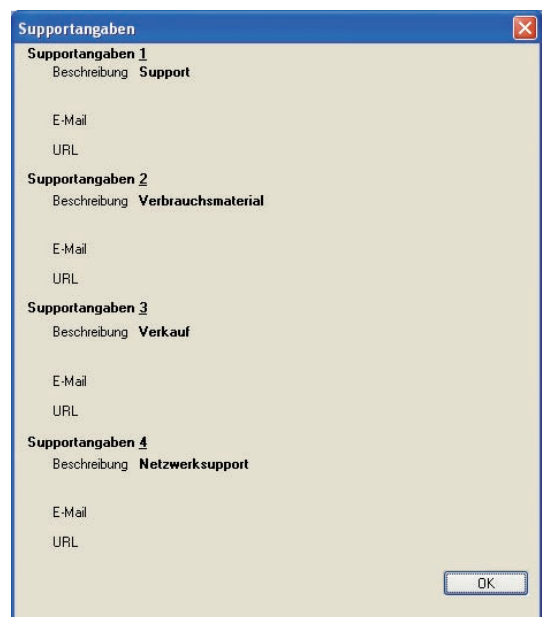 Supportangaben
Supportangaben 1
Beschreibung Support
E-Mail
URL
Supportangaben 2
Beschreibung Verbrauchsmaterial
E-Mail
URL
Supportangaben 3
Beschreibung Verkauf
E-Mail
URL
Supportangaben 4
Beschreibung Netzwerksupport
E-Mail
URL
OK